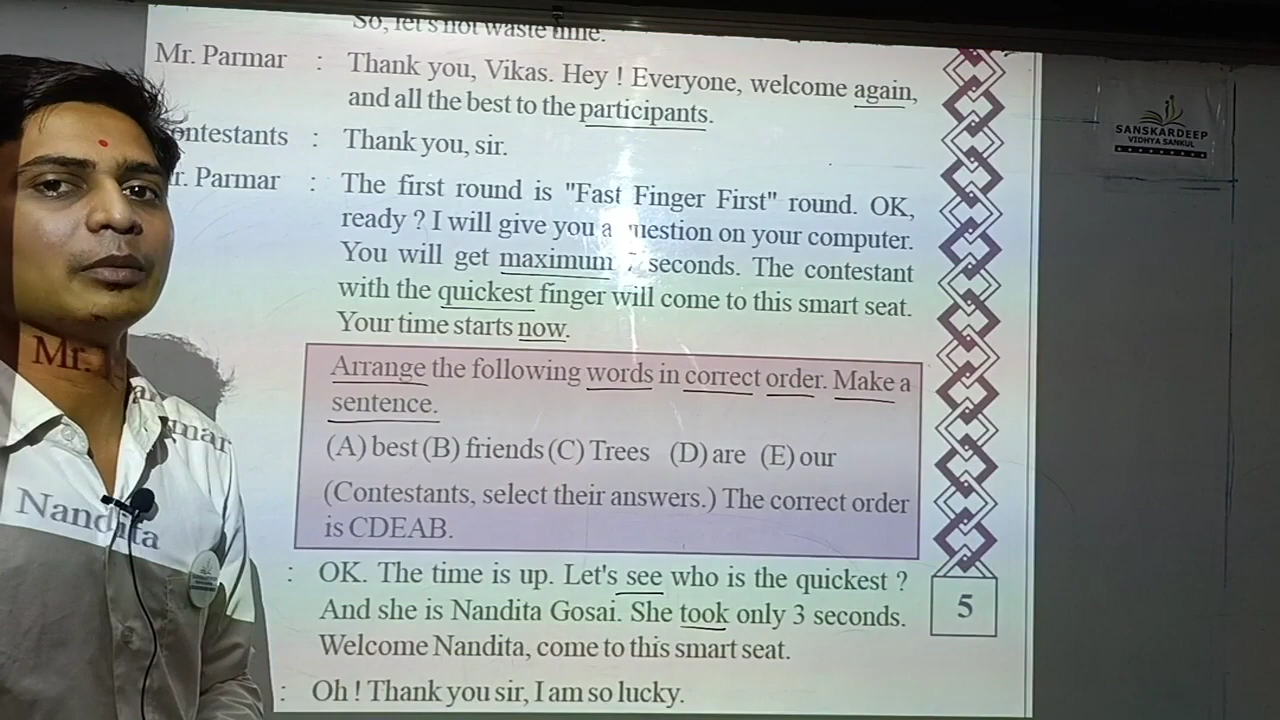 So, let's not waste time.
Mr. Parmar : Thank you, Vikas. Hey ! Everyone, welcome again,
and all the best to the participants.
ontestants : Thank you, sir.
r. Parmar : The first round is "Fast Finger First" round. OK,
ready ? I will give you a uestion on your computer.
You will get maximum 7 seconds. The contestant
with the quickest finger will come to this smart seat.
Your time starts now.
Arrange the following words in correct order. Make a
sentence.
(A) best (B) friends (C) Trees (D) are (E) our
(Contestants, select their answers.) The correct order
is CDEAB.
Mr. Parmar : OK. The time is up. Let's see who is the quickest ?
And she is Nandita Gosai. She took only 3 seconds.
Welcome Nandita, come to this smart seat.
Nandita : Oh ! Thank you sir, I am so lucky.
5
SANSKARDEEP
VIDHYA SANKUL